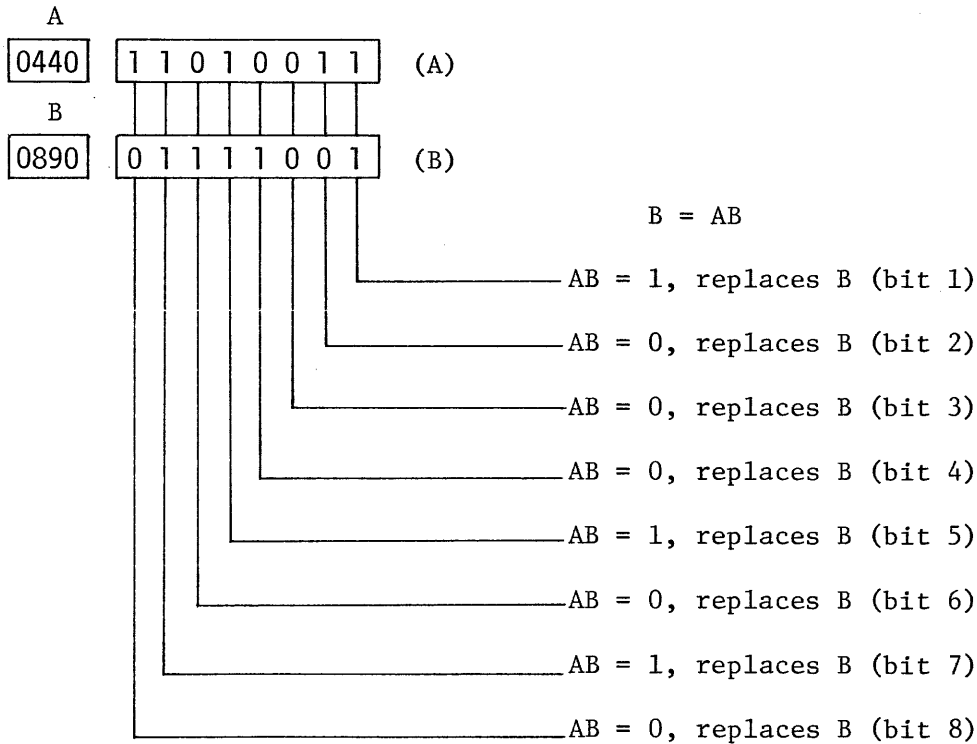 A
0440 1 1 0 1 0 0 1 1 (A)
B
0890 0 1 1 1 1 0 0 1 (B)
B = AB
AB = 1, replaces B (bit 1)
AB = 0, replaces B (bit 2)
AB = 0, replaces B (bit 3)
AB = 0, replaces B (bit 4)
AB = 1, replaces B (bit 5)
AB = 0, replaces B (bit 6)
AB = 1, replaces B (bit 7)
AB = 0, replaces B (bit 8)